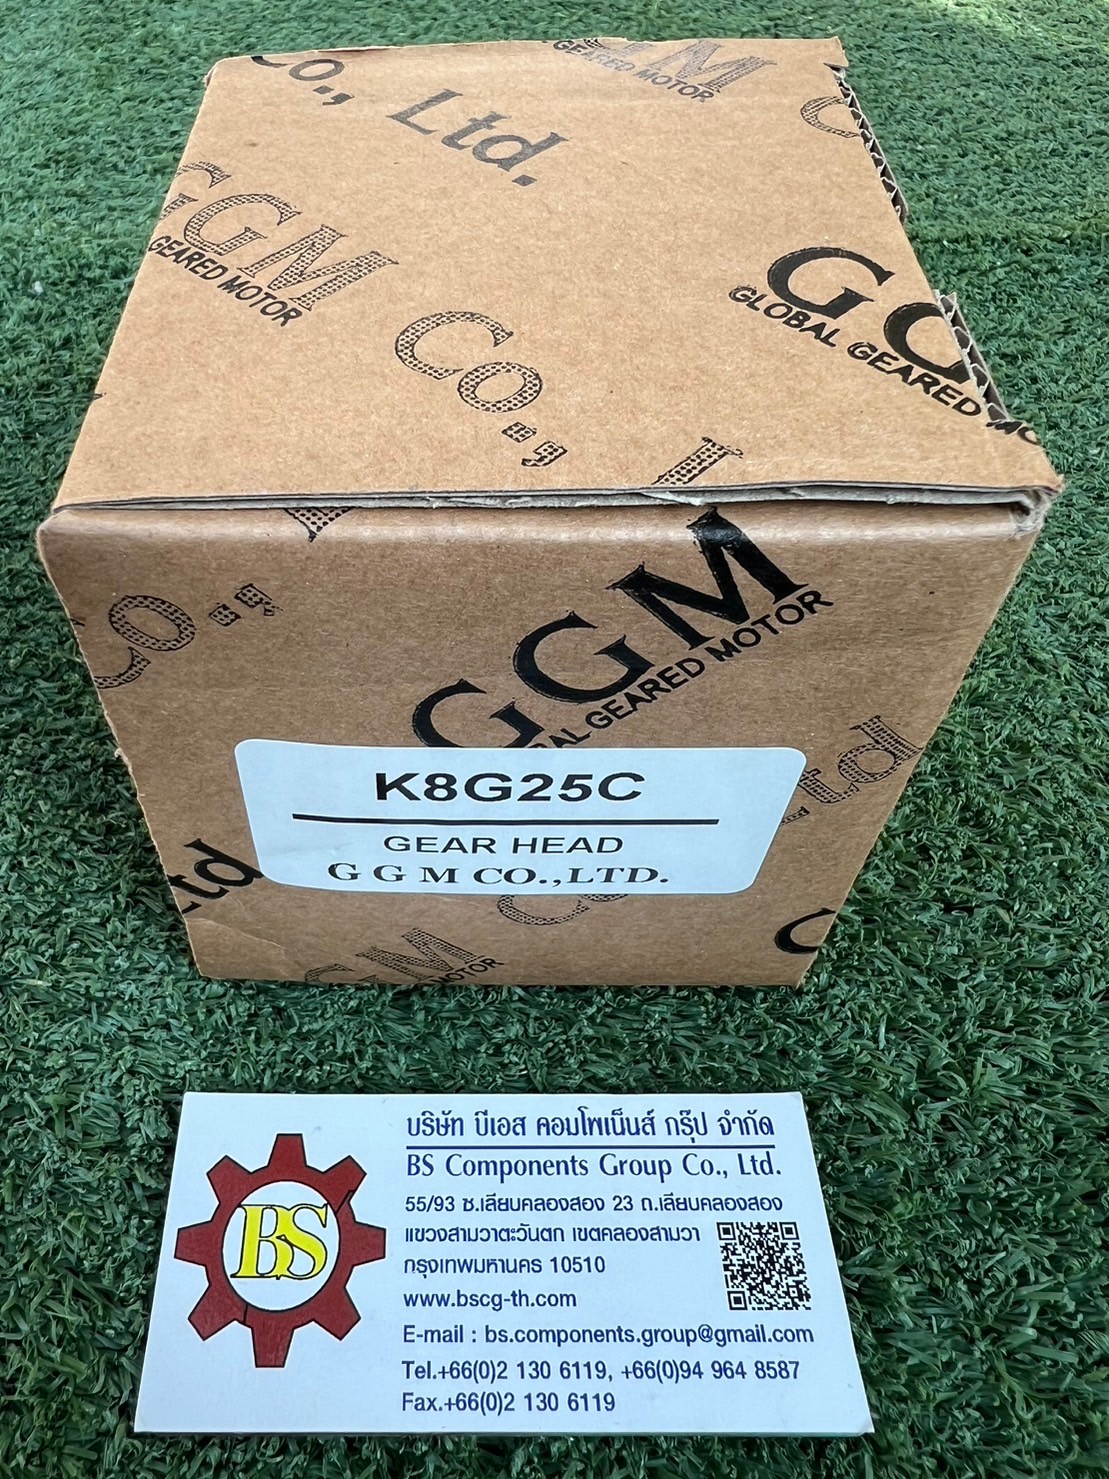 Co., Ltd.
GEARED MOTOR
GGM Co.,
GEARED MOTOR
GLOBAL GEARED
Co.,
GGM
GEARED MOTOR
Ltd
K8G25C
GEAR HEAD
G G M CO.,LTD.
Ltd
GM
MOTOR
บริษัท บีเอส คอมโพเน็นส์ กรุ๊ป จำกัด
BS Components Group Co., Ltd.
55/93 ซ.เลียบคลองสอง 23 ถ.เลียบคลองสอง
แขวงสามวาตะวันตก เขตคลองสามวา
กรุงเทพมหานคร 10510
www.bscg-th.com
E-mail : bs.components.group@gmail.com
Tel.+66(0)2 130 6119, +66(0)94 964 8587
Fax.+66(0)2 130 6119
BS